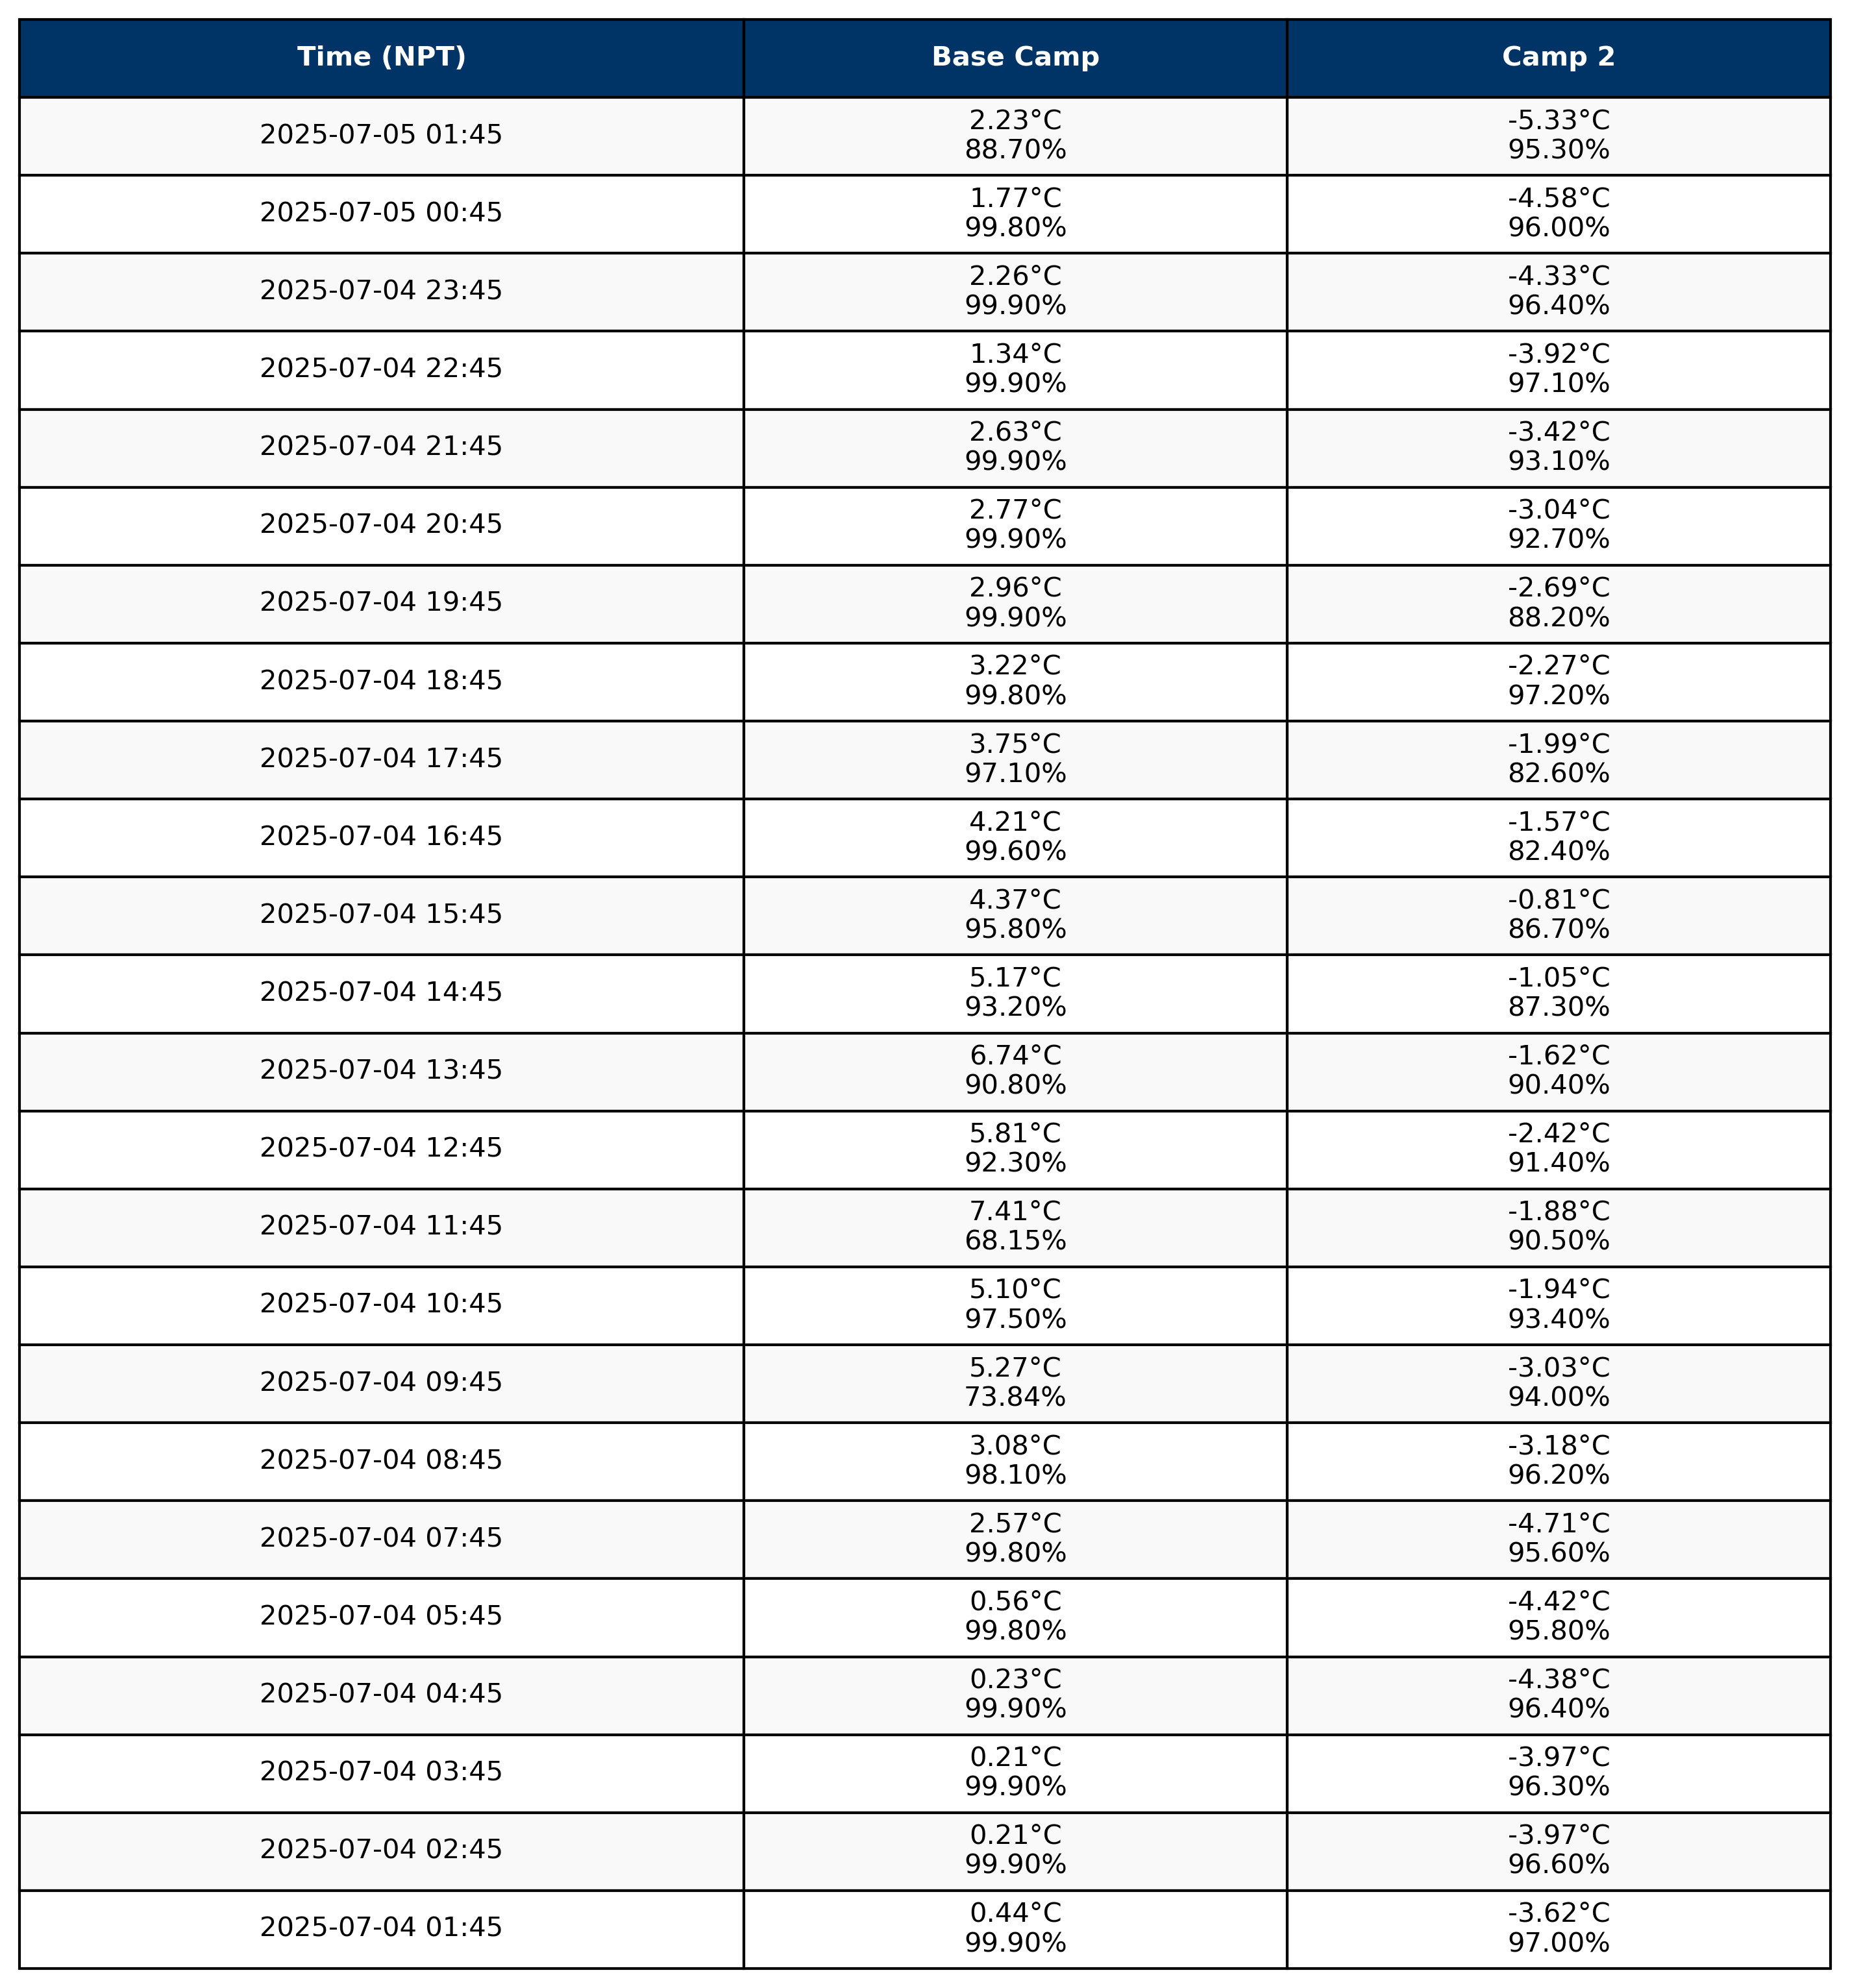 Time (NPT) Base Camp Camp 2
2025-07-05 01:45 2.23°C -5.33°C
88.70% 95.30%
2025-07-05 00:45 1.77°C -4.58°C
99.80% 96.00%
2025-07-04 23:45 2.26°C -4.33°C
99.90% 96.40%
2025-07-04 22:45 1.34°C -3.92°C
99.90% 97.10%
2025-07-04 21:45 2.63°C -3.42°C
99.90% 93.10%
2025-07-04 20:45 2.77°C -3.04°C
99.90% 92.70%
2025-07-04 19:45 2.96°C -2.69°C
99.90% 88.20%
2025-07-04 18:45 3.22°C -2.27°C
99.80% 97.20%
2025-07-04 17:45 3.75°C -1.99°C
97.10% 82.60%
2025-07-04 16:45 4.21°C -1.57°C
99.60% 82.40%
2025-07-04 15:45 4.37°C -0.81°C
95.80% 86.70%
2025-07-04 14:45 5.17°C -1.05°C
93.20% 87.30%
2025-07-04 13:45 6.74°C -1.62°C
90.80% 90.40%
2025-07-04 12:45 5.81°C -2.42°C
92.30% 91.40%
2025-07-04 11:45 7.41°C -1.88°C
68.15% 90.50%
2025-07-04 10:45 5.10°C -1.94°C
97.50% 93.40%
2025-07-04 09:45 5.27°C -3.03°C
73.84% 94.00%
2025-07-04 08:45 3.08°C -3.18°C
98.10% 96.20%
2025-07-04 07:45 2.57°C -4.71°C
99.80% 95.60%
2025-07-04 05:45 0.56°C -4.42°C
99.80% 95.80%
2025-07-04 04:45 0.23°C -4.38°C
99.90% 96.40%
2025-07-04 03:45 0.21°C -3.97°C
99.90% 96.30%
2025-07-04 02:45 0.21°C -3.97°C
99.90% 96.60%
2025-07-04 01:45 0.44°C -3.62°C
99.90% 97.00%